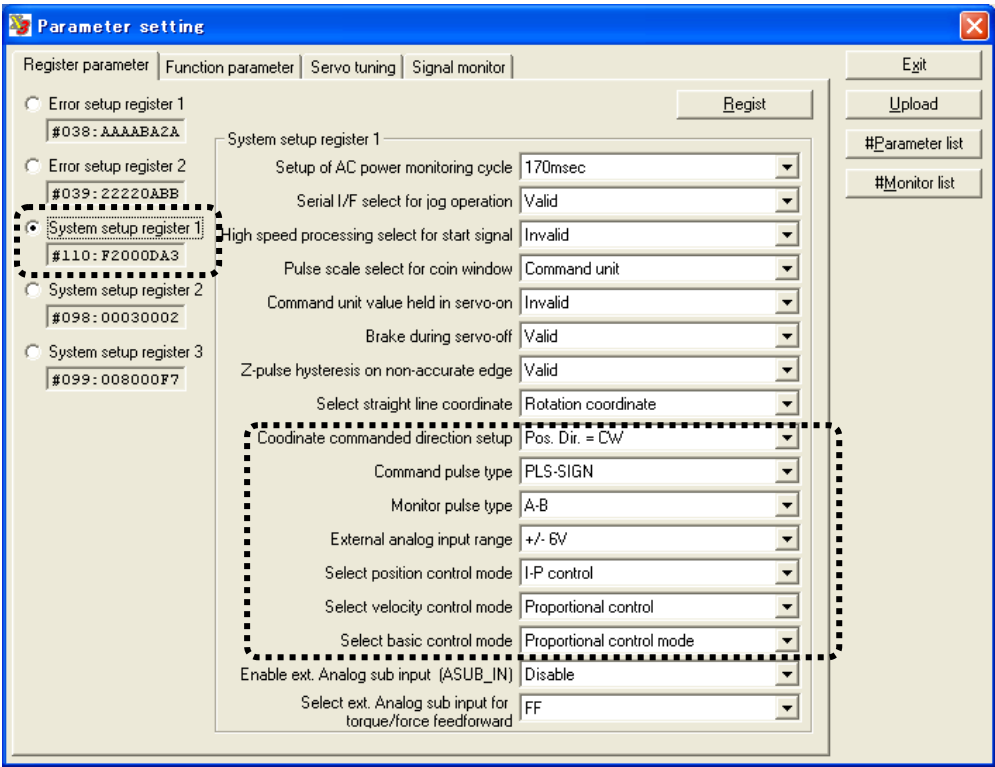 Parameter setting
Register parameter Function parameter Servo tuning Signal monitor
Exit
Upload
#Parameter list
#Monitor list
Regist
Error setup register 1
#038:AAAABA2A
Error setup register 2
#039:22220ABB
System setup register 1
#110:F2000DA3
System setup register 2
#098:00030002
System setup register 3
#099:008000F7
System setup register 1
Setup of AC power monitoring cycle 170msec
Serial I/F select for jog operation Valid
High speed processing select for start signal Invalid
Pulse scale select for coin window Command unit
Command unit value held in servo-on Invalid
Brake during servo-off Valid
Z-pulse hysteresis on non-accurate edge Valid
Select straight line coordinate Rotation coordinate
Coodinate commanded direction setup Pos. Dir. = CW
Command pulse type PLS-SIGN
Monitor pulse type A-B
External analog input range +/- 6V
Select position control mode I-P control
Select velocity control mode Proportional control
Select basic control mode Proportional control mode
Enable ext. Analog sub input (ASUB_IN) Disable
Select ext. Analog sub input for
torque/force feedforward FF